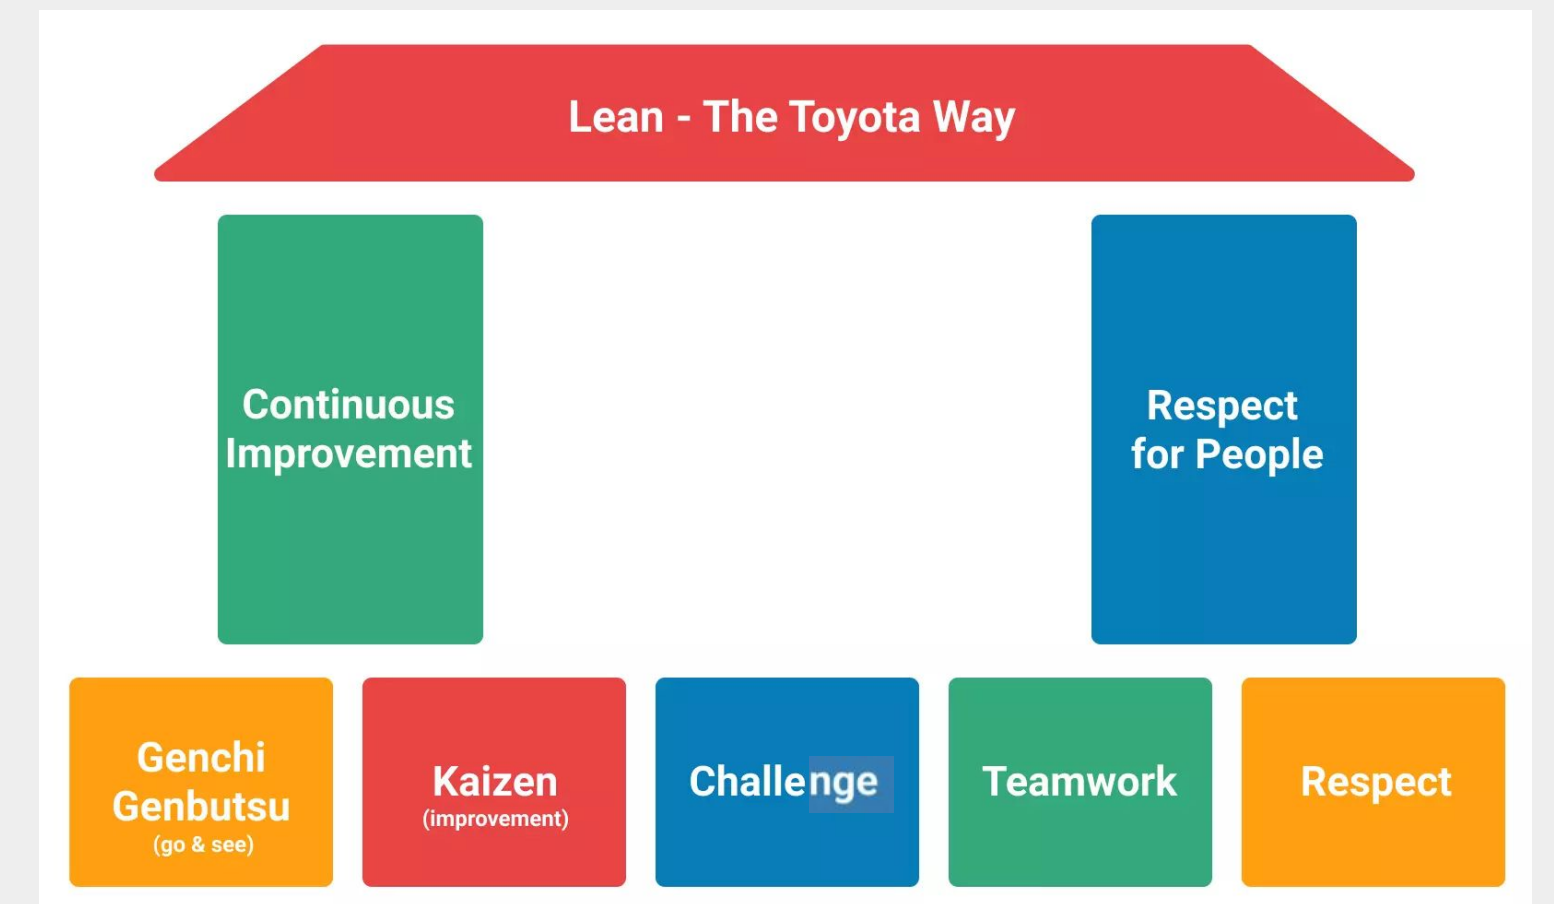 Lean - The Toyota Way
Continuous
Improvement
Respect
for People
Genchi
Genbutsu
(go & see)
Kaizen
(improvement)
Challenge
Teamwork
Respect